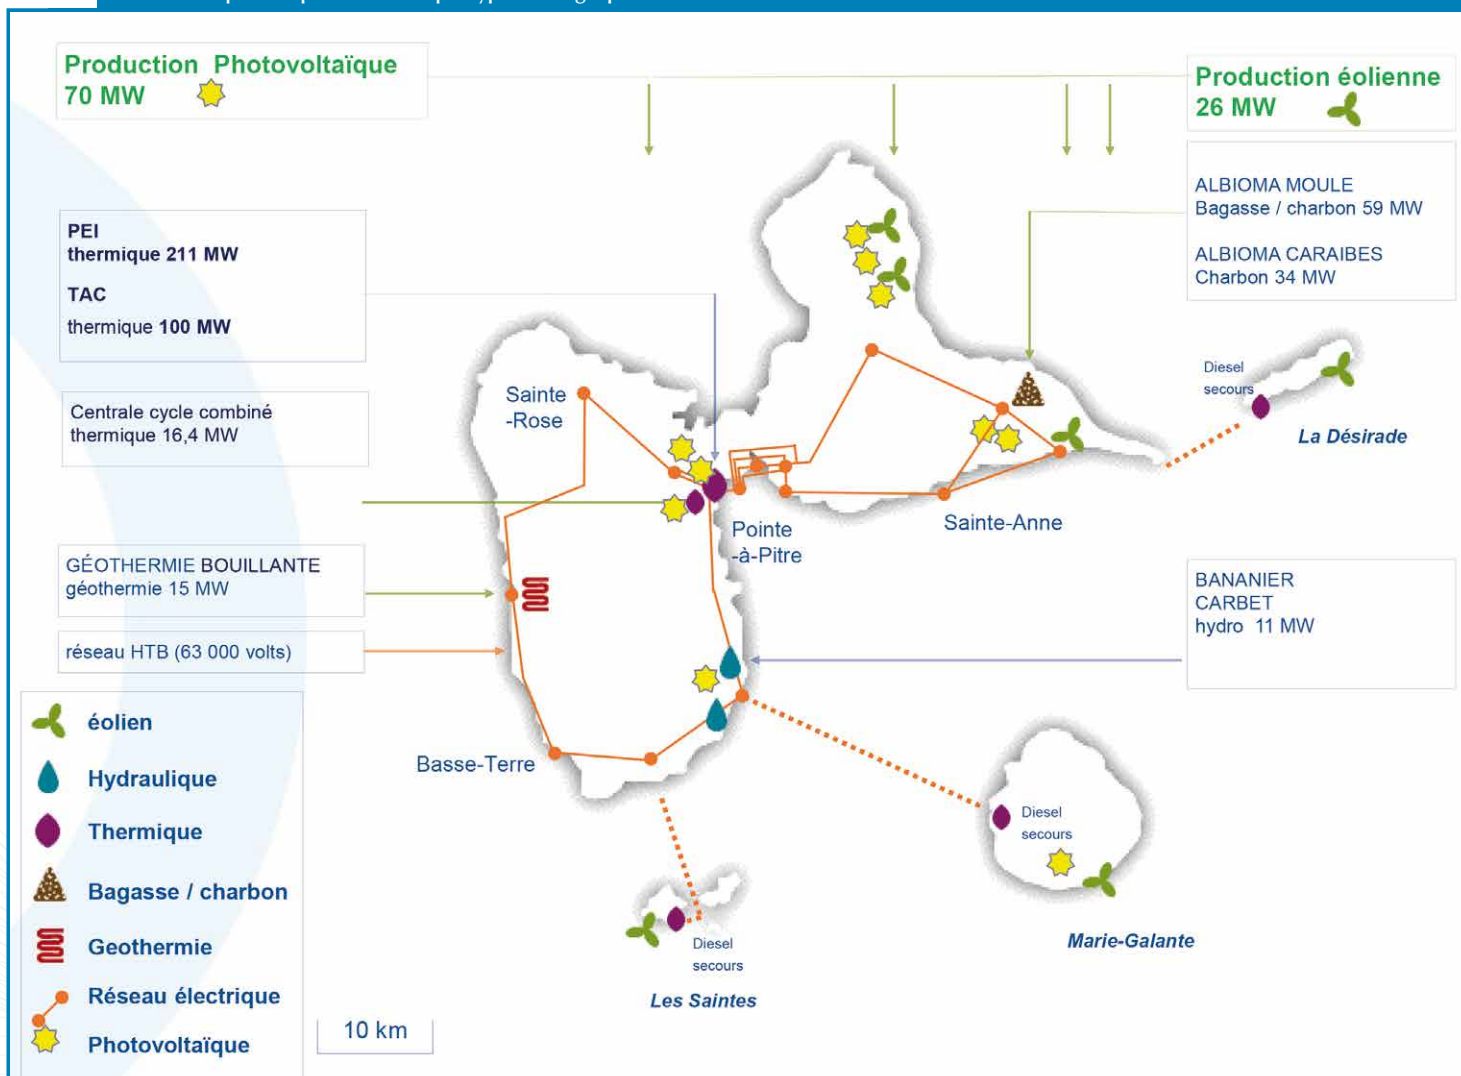 Production Photovoltaïque
70 MW
Production éolienne
26 MW
PEI
thermique 211 MW
TAC
thermique 100 MW
ALBIOMA MOULE
Bagasse / charbon 59 MW
ALBIOMA CARAIBES
Charbon 34 MW
Centrale cycle combiné
thermique 16,4 MW
Sainte
-Rose
Diesel
secours
La Désirade
Pointe
-à-Pitre
Sainte-Anne
GÉOTHERMIE BOUILLANTE
géothermie 15 MW
BANANIER
CARBET
hydro 11 MW
réseau HTB (63 000 volts)
éolien
Hydraulique
Thermique
Bagasse / charbon
Geothermie
Réseau électrique
Photovoltaïque
Basse-Terre
Diesel
secours
Marie-Galante
Diesel
secours
Les Saintes
10 km